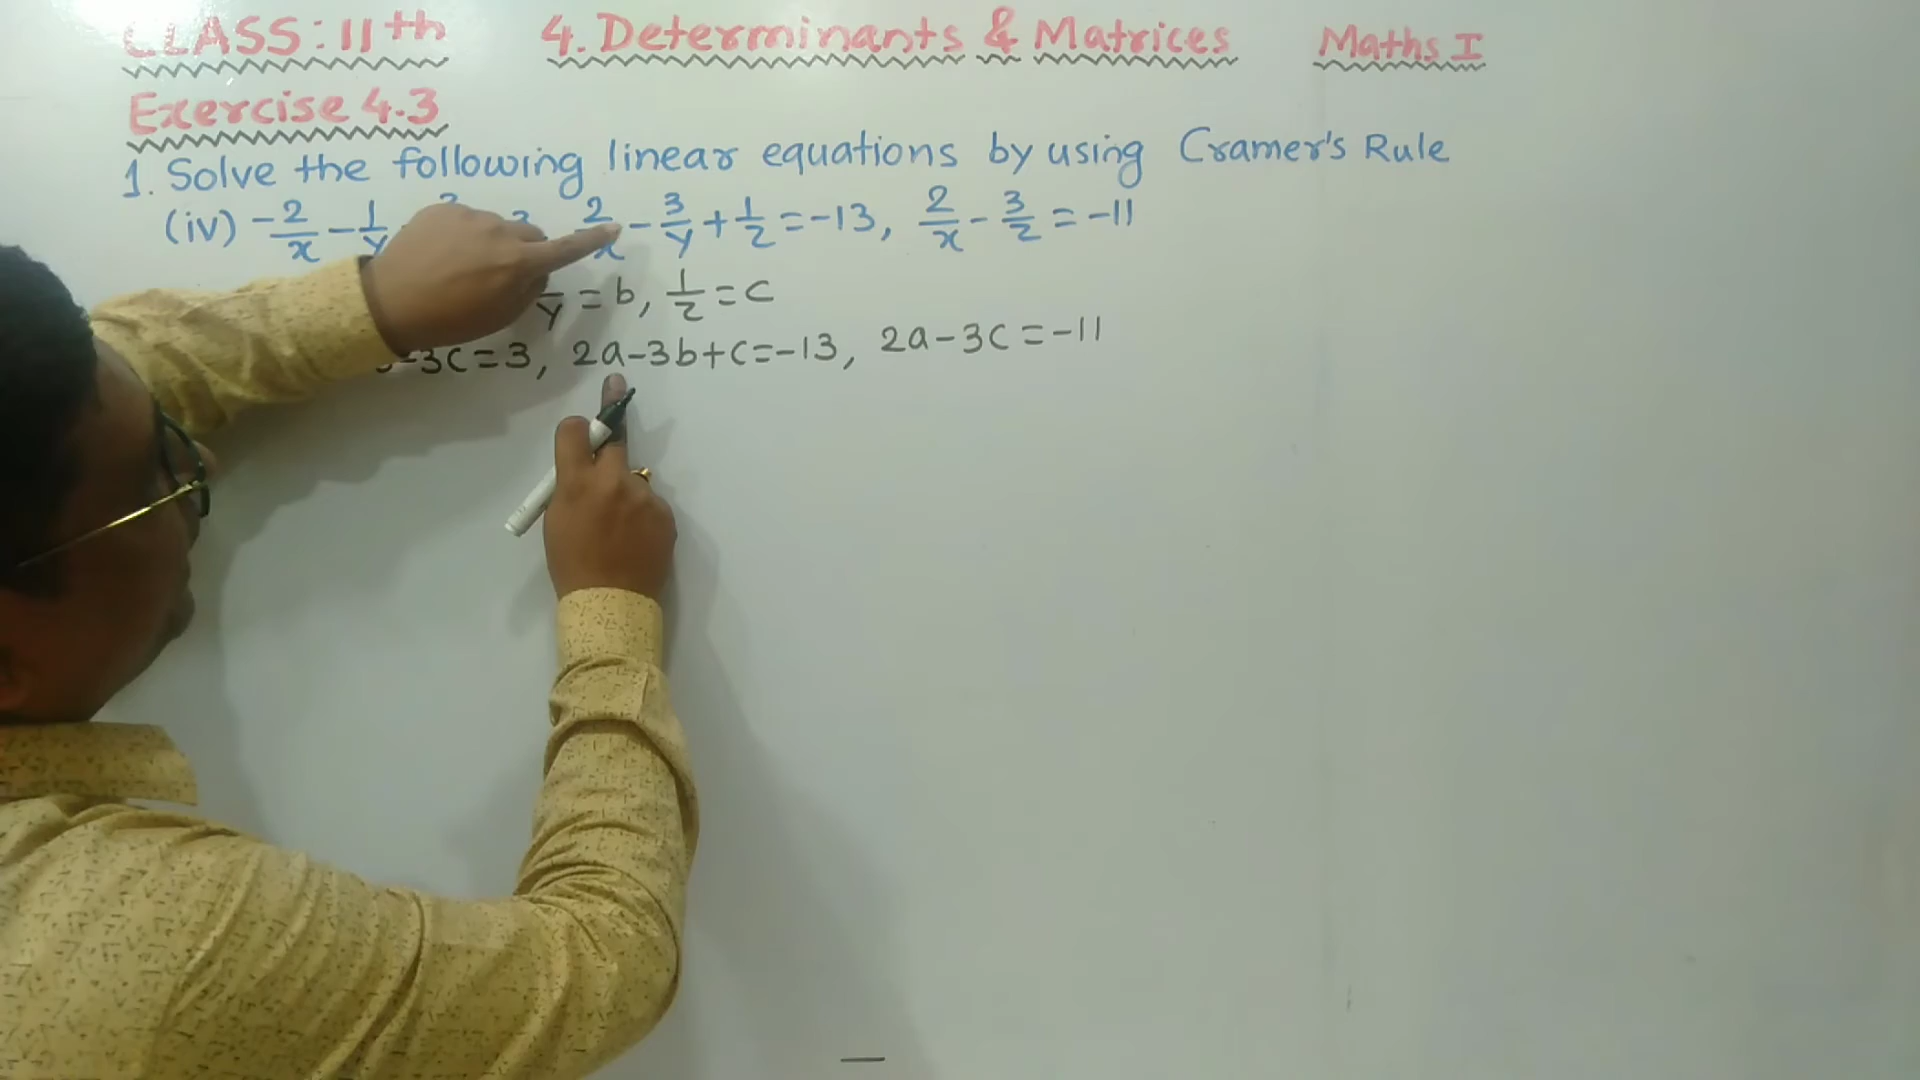 CLASS: 11th 4. Determinants & Matrices Maths I
Exercise 4.3
1. Solve the following linear equations by using Cramer's Rule
(iv) -2/x - 1/y 2/x - 3/y + 1/z = -13, 2/x - 3/z = -11
y = b, 1/z = c
-3c = 3, 2a-3b+c=-13, 2a-3c=-11